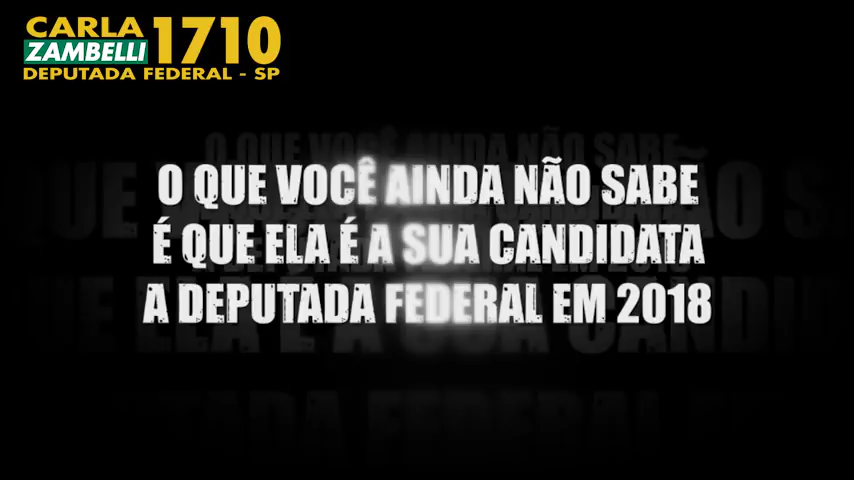 CARLA
ZAMBELLI
1710
DEPUTADA FEDERAL - SP
O QUE VOCÊ AINDA NÃO SABE
É QUE ELA É A SUA CANDIDATA
A DEPUTADA FEDERAL EM 2018